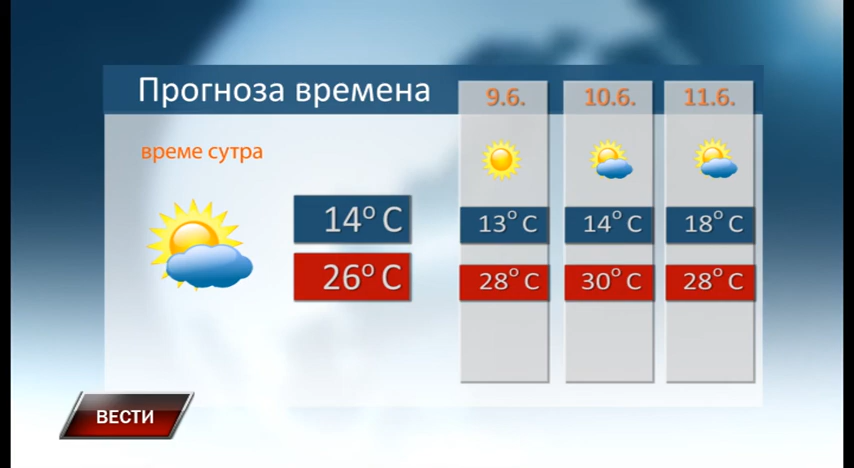 Прогноза времена
време сутра
14° C
26° C
9.6.
13° C
28° C
10.6.
14° C
30° C
11.6.
18° C
28° C
ВЕСТИ